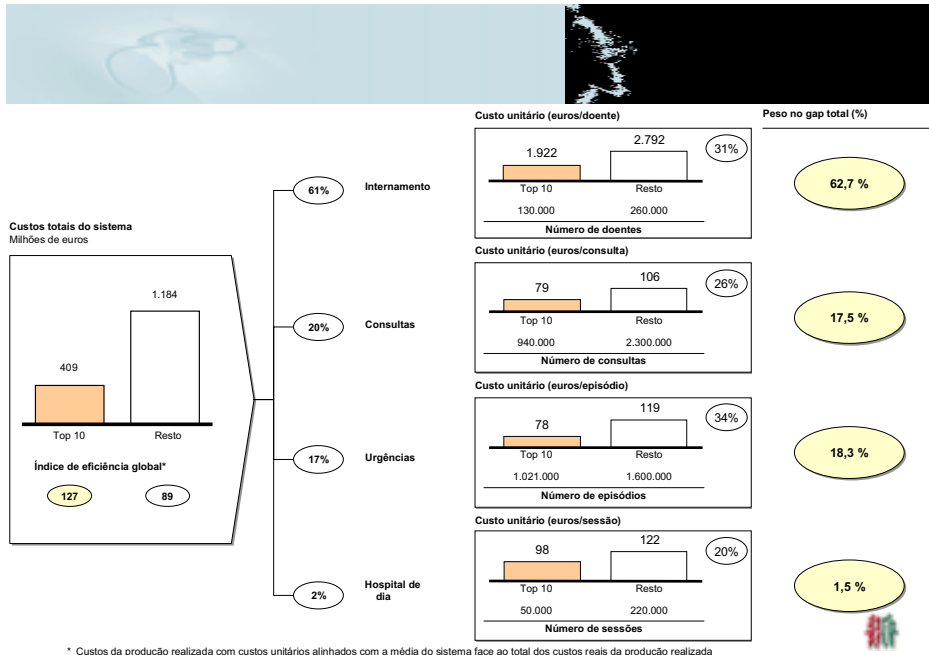 Custos totais do sistema
Milhões de euros
409
1.184
Top 10
Resto
Índice de eficiência global*
127
89
61%
Internamento
20%
Consultas
17%
Urgências
2%
Hospital de
dia
Custo unitário (euros/doente)
1.922
2.792
31%
Top 10
Resto
130.000
260.000
Número de doentes
Custo unitário (euros/consulta)
79
106
26%
Top 10
Resto
940.000
2.300.000
Número de consultas
Custo unitário (euros/episódio)
78
119
34%
Top 10
Resto
1.021.000
1.600.000
Número de episódios
Custo unitário (euros/sessão)
98
122
20%
Top 10
Resto
50.000
220.000
Número de sessões
Peso no gap total (%)
62,7 %
17,5 %
18,3 %
1,5 %
* Custos da produção realizada com custos unitários alinhados com a média do sistema face ao total dos custos reais da produção realizada